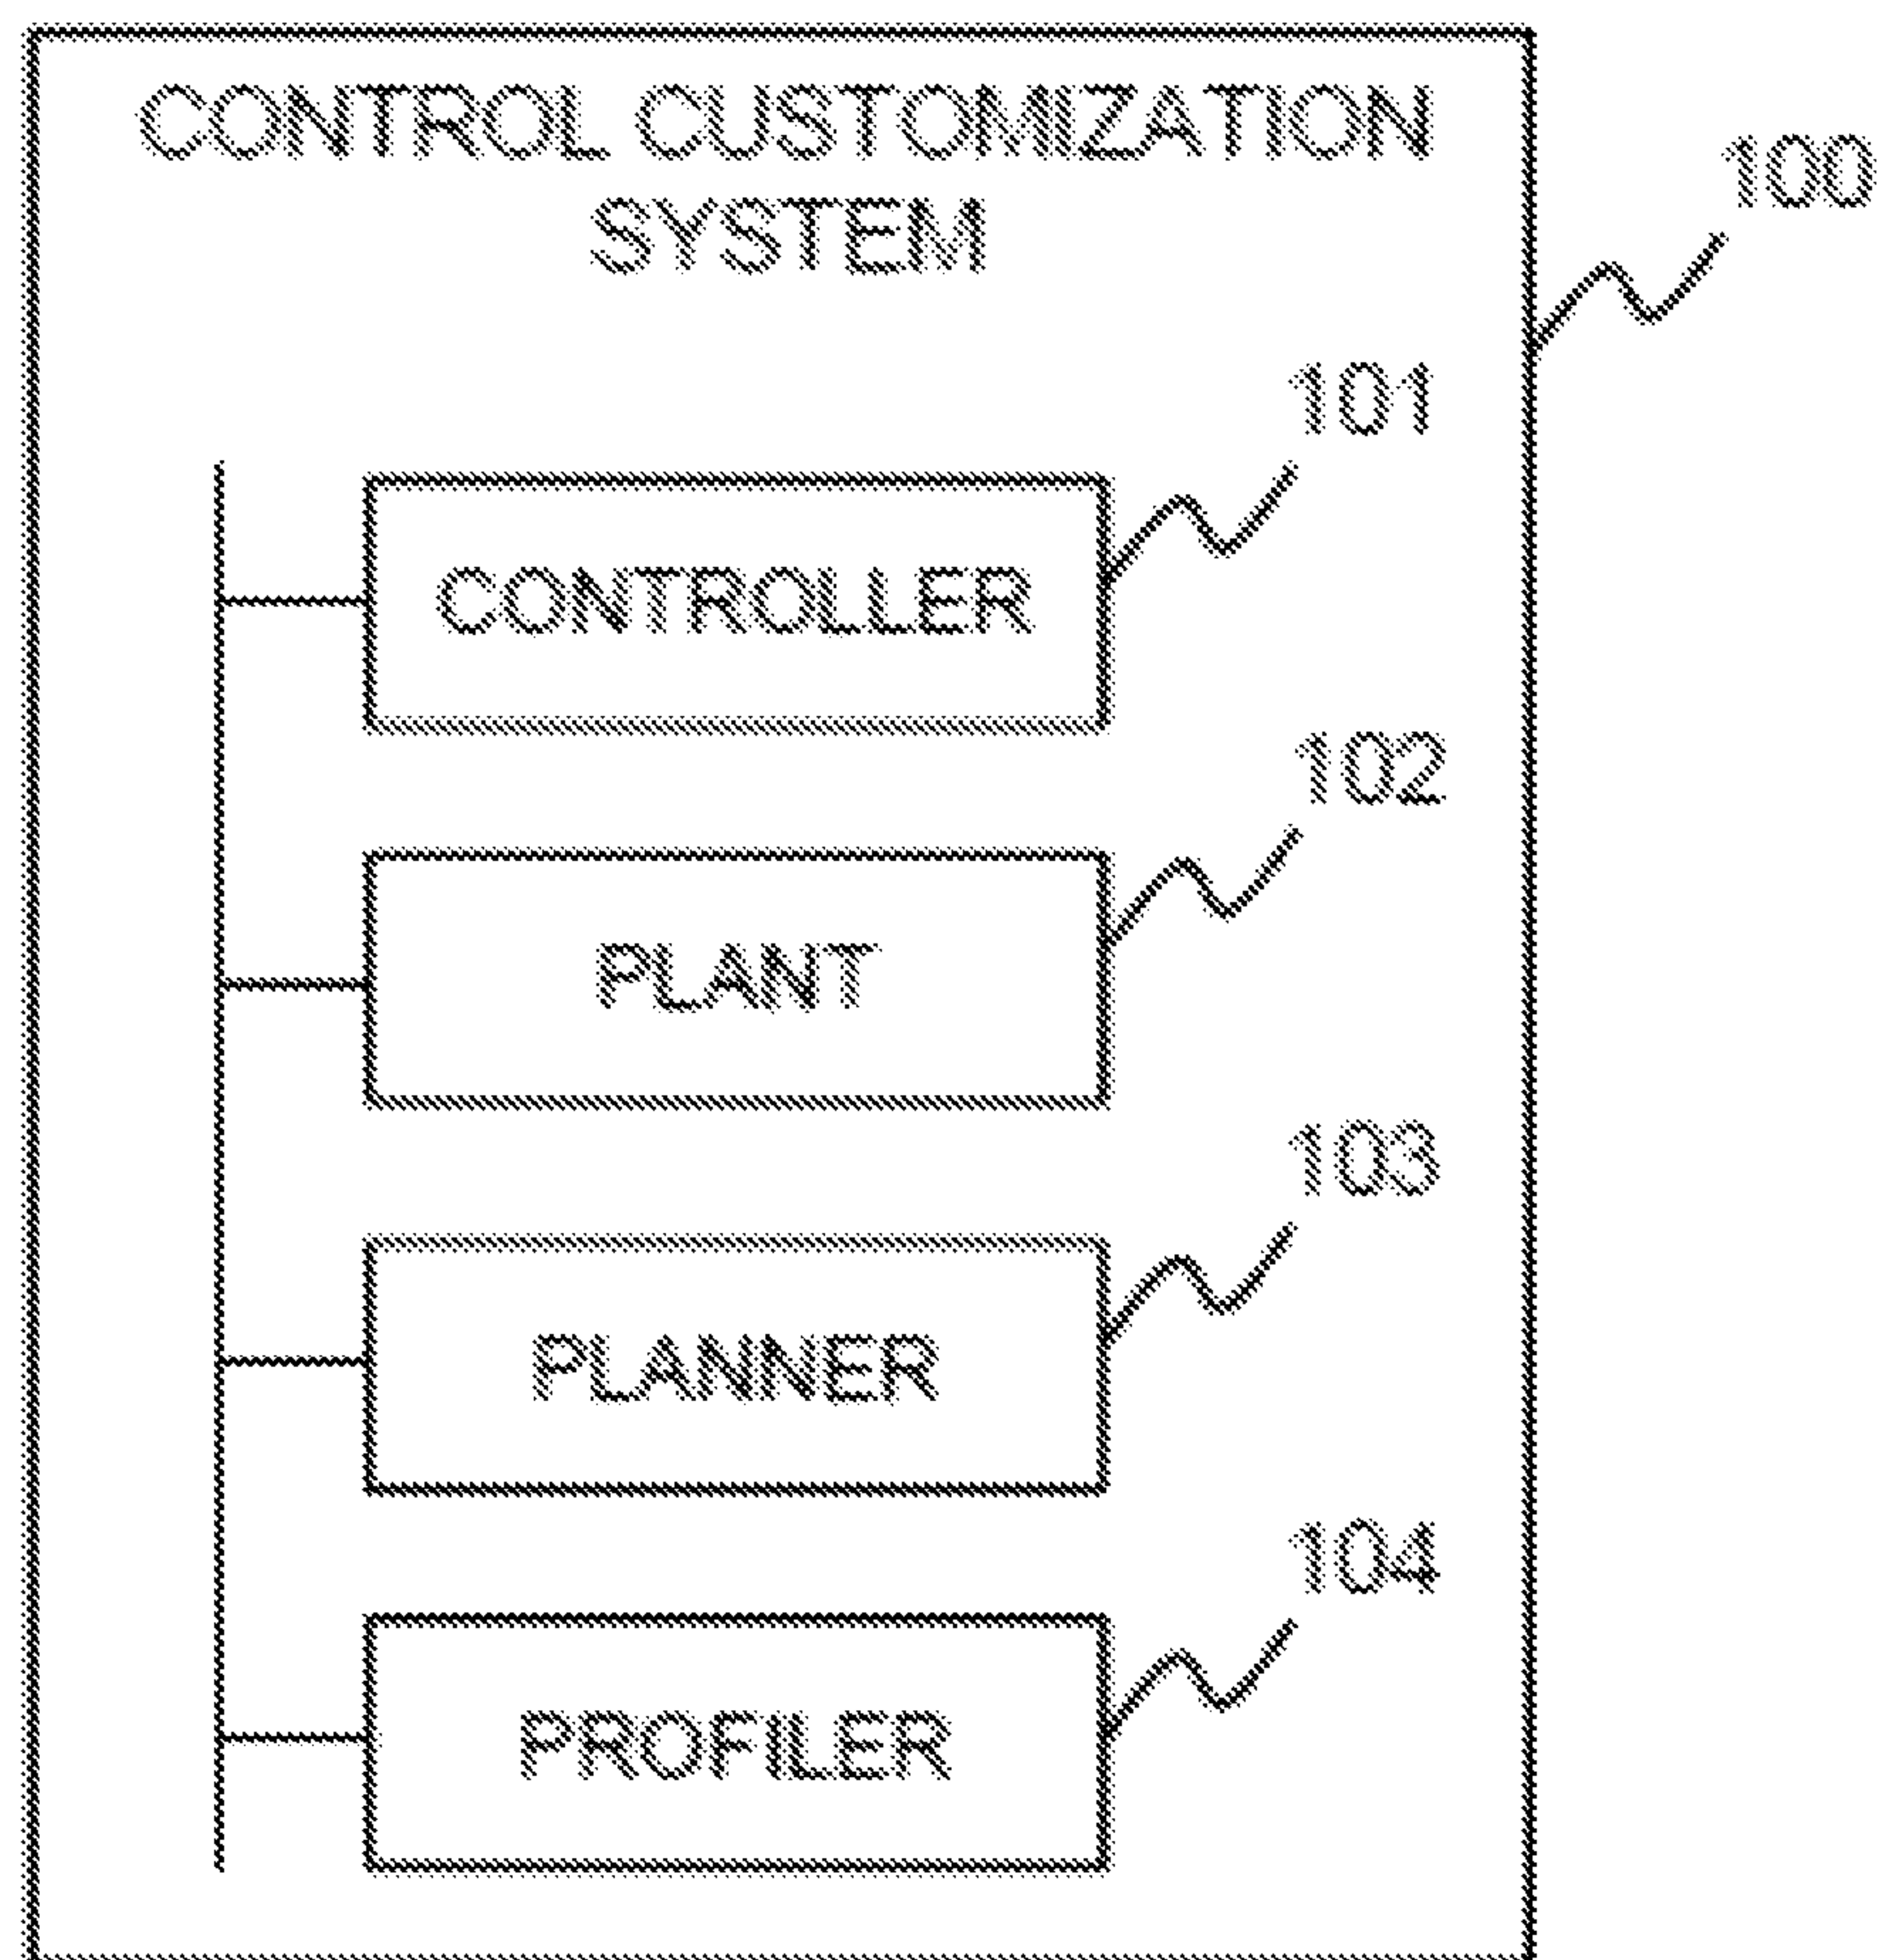 CONTROL CUSTOMIZATION
SYSTEM
100
101
CONTROLLER
102
PLANT
103
PLANNER
104
PROFILER